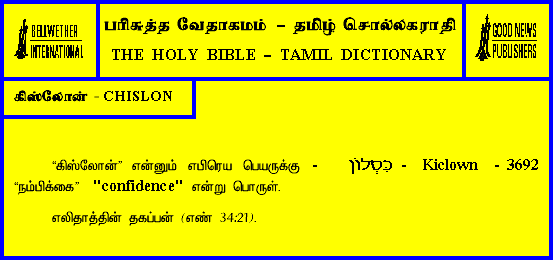 BELLWETHER
INTERNATIONAL
பரிசுத்த வேதாகமம் – தமிழ் சொல்லகராதி
THE HOLY BIBLE – TAMIL DICTIONARY
GOOD NEWS
PUBLISHERS
கிஸ்லோன் - CHISLON
“கிஸ்லோன்” என்னும் எபிரெய பெயருக்கு - כִּסְלוֹן - Kiclown - 3692
“நம்பிக்கை” "confidence" என்று பொருள்.
எலிதாத்தின் தகப்பன் (எண் 34:21).